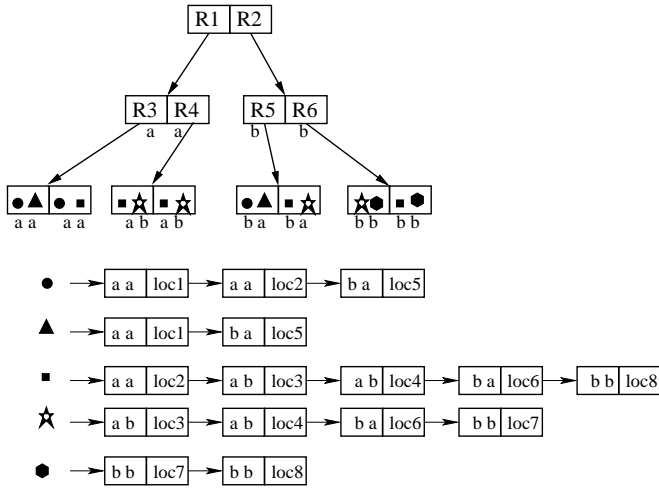 R1 R2
R3 R4 R5 R6
a a b b
a a a a a b a b b a b a b b b b
a a loc1 a a loc2 b a loc5
a a loc1 b a loc5
a a loc2 a b loc3 a b loc4 b a loc6 b b loc8
a b loc3 a b loc4 b a loc6 b b loc7
b b loc7 b b loc8